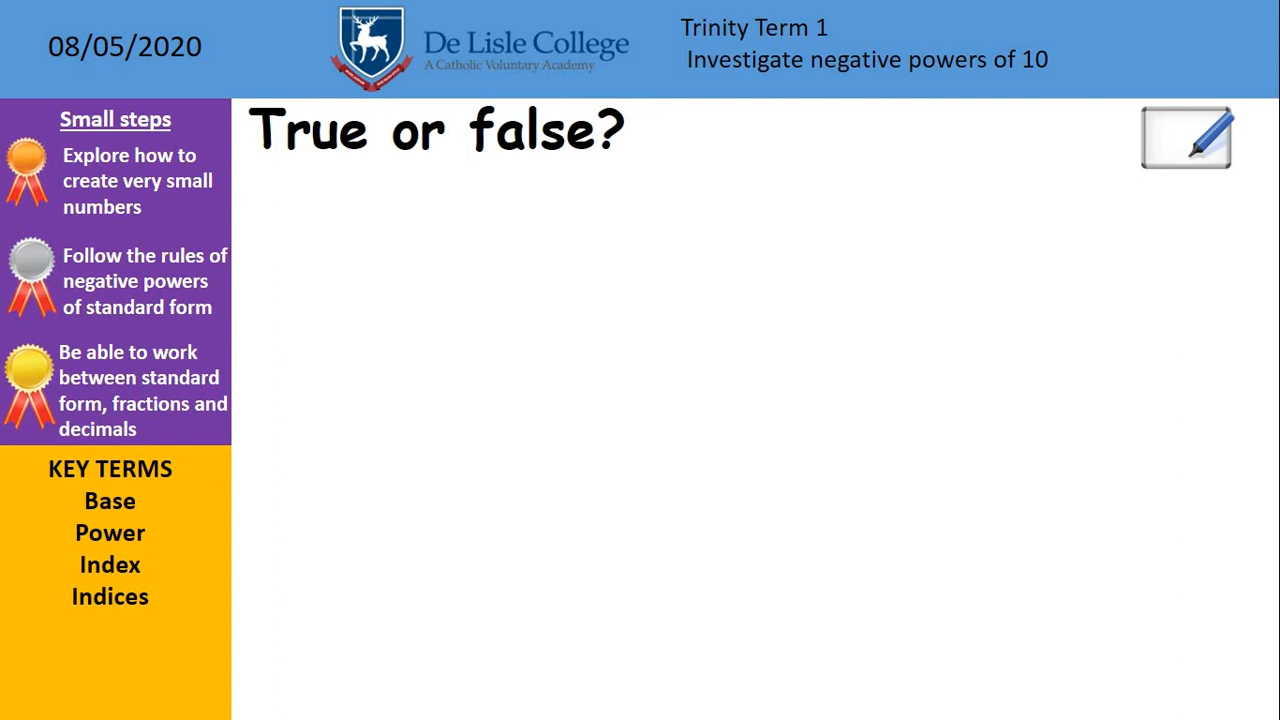 08/05/2020
De Lisle College
A Catholic Voluntary Academy
Trinity Term 1
Investigate negative powers of 10
Small steps
Explore how to
create very small
numbers
Follow the rules of
negative powers
of standard form
Be able to work
between standard
form, fractions and
decimals
KEY TERMS
Base
Power
Index
Indices
True or false?